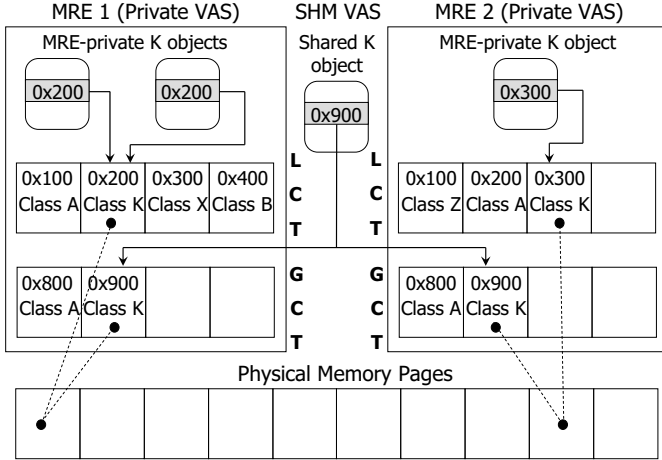 MRE 1 (Private VAS) SHM VAS MRE 2 (Private VAS)
MRE-private K objects Shared K MRE-private K object
object
0x200 0x200 0x300
0x900
L L
0x100 0x200 0x300 0x400 0x100 0x200 0x300
Class A Class K Class X Class B C C Class Z Class A Class K
T T
G G
0x800 0x900 0x800 0x900
Class A Class K C C Class A Class K
T T
Physical Memory Pages